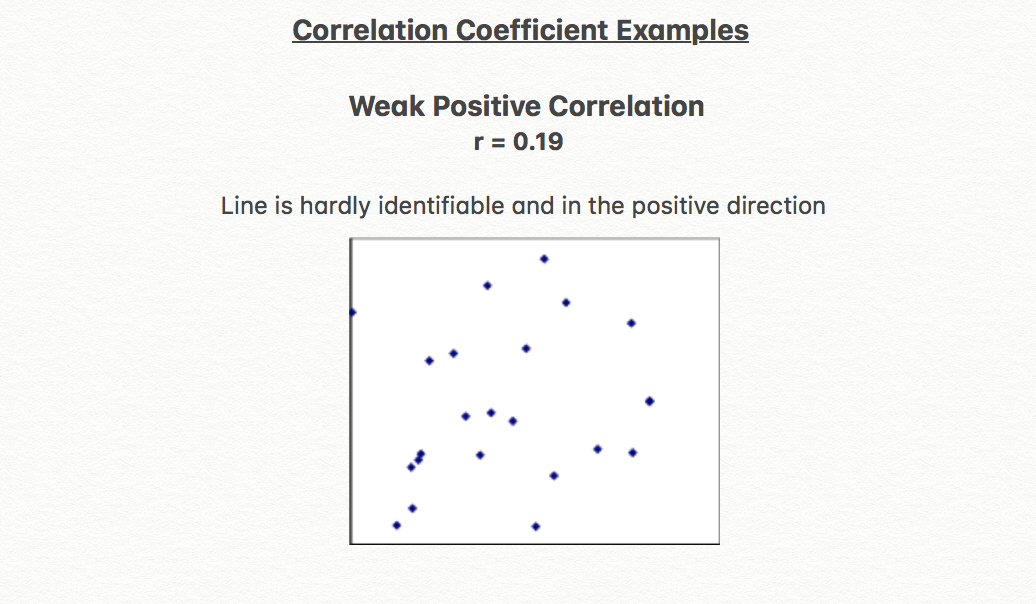 Correlation Coefficient Examples
Weak Positive Correlation
r = 0.19
Line is hardly identifiable and in the positive direction